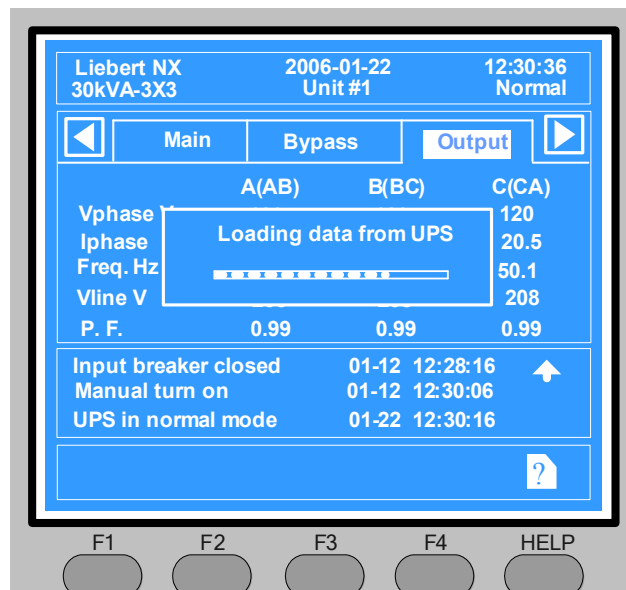 Liebert NX 2006-01-22 12:30:36
30kVA-3X3 Unit #1 Normal
Main Bypass Output
A(AB) B(BC) C(CA)
Vphase 120
Loading data from UPS
Iphase 20.5
Freq. Hz 50.1
Vline V 208
P. F. 0.99 0.99 0.99
Input breaker closed 01-12 12:28:16
Manual turn on 01-12 12:30:06
UPS in normal mode 01-22 12:30:16
?
F1 F2 F3 F4 HELP